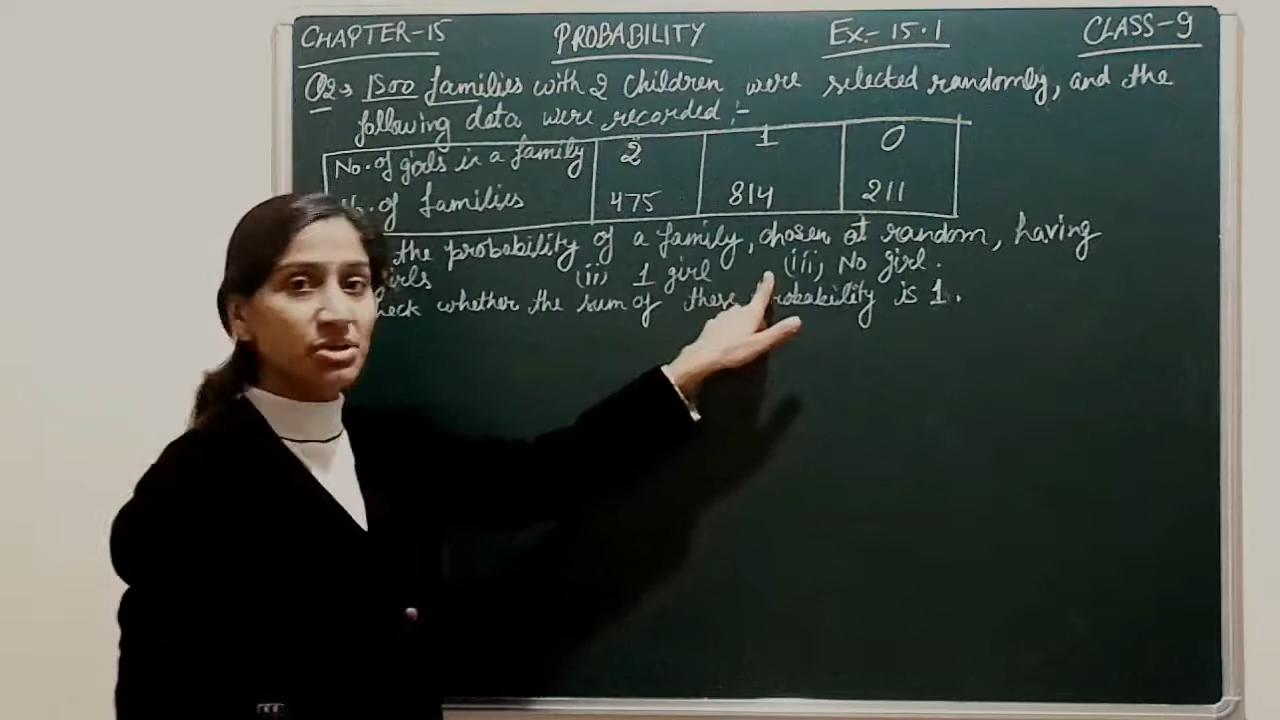 CHAPTER-15 PROBABILITY Ex.- 15.1 CLASS-9
Q2→ 1500 families with 2 Children were selected randomly, and the
following data were recorded :-
No. of girls in a family 2 1 0
of families 475 814 211
the probability of a family, chosen at random, having
(ii) 1 girl (iii) No girl.
whether the sum of these probability is 1.